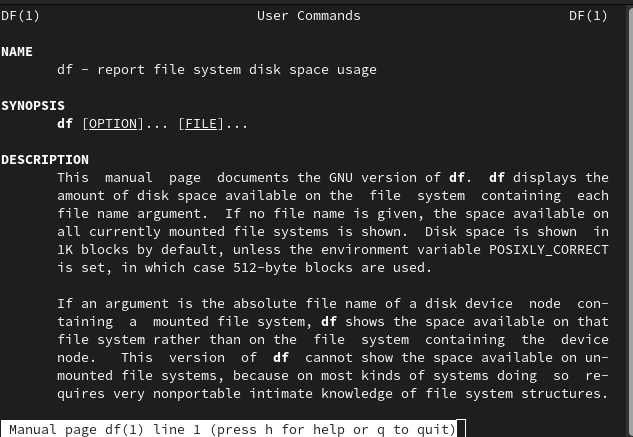 DF(1) User Commands DF(1)
NAME
df - report file system disk space usage
SYNOPSIS
df [OPTION]... [FILE]...
DESCRIPTION
This manual page documents the GNU version of df. df displays the
amount of disk space available on the file system containing each
file name argument. If no file name is given, the space available on
all currently mounted file systems is shown. Disk space is shown in
1K blocks by default, unless the environment variable POSIXLY_CORRECT
is set, in which case 512-byte blocks are used.
If an argument is the absolute file name of a disk device node con-
taining a mounted file system, df shows the space available on that
file system rather than on the file system containing the device
node. This version of df cannot show the space available on un-
mounted file systems, because on most kinds of systems doing so re-
quires very nonportable intimate knowledge of file system structures.
Manual page df(1) line 1 (press h for help or q to quit)